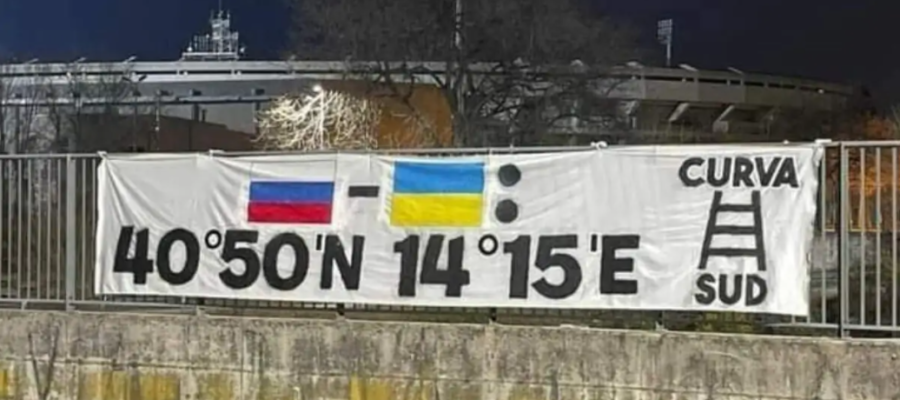 - :
40°50'N 14°15'E
CURVA
SUD